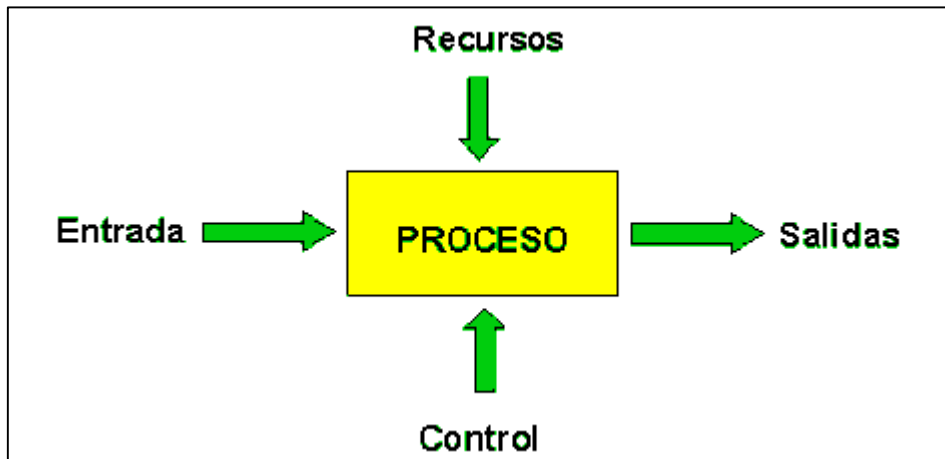 Recursos
Entrada
PROCESO
Salidas
Control